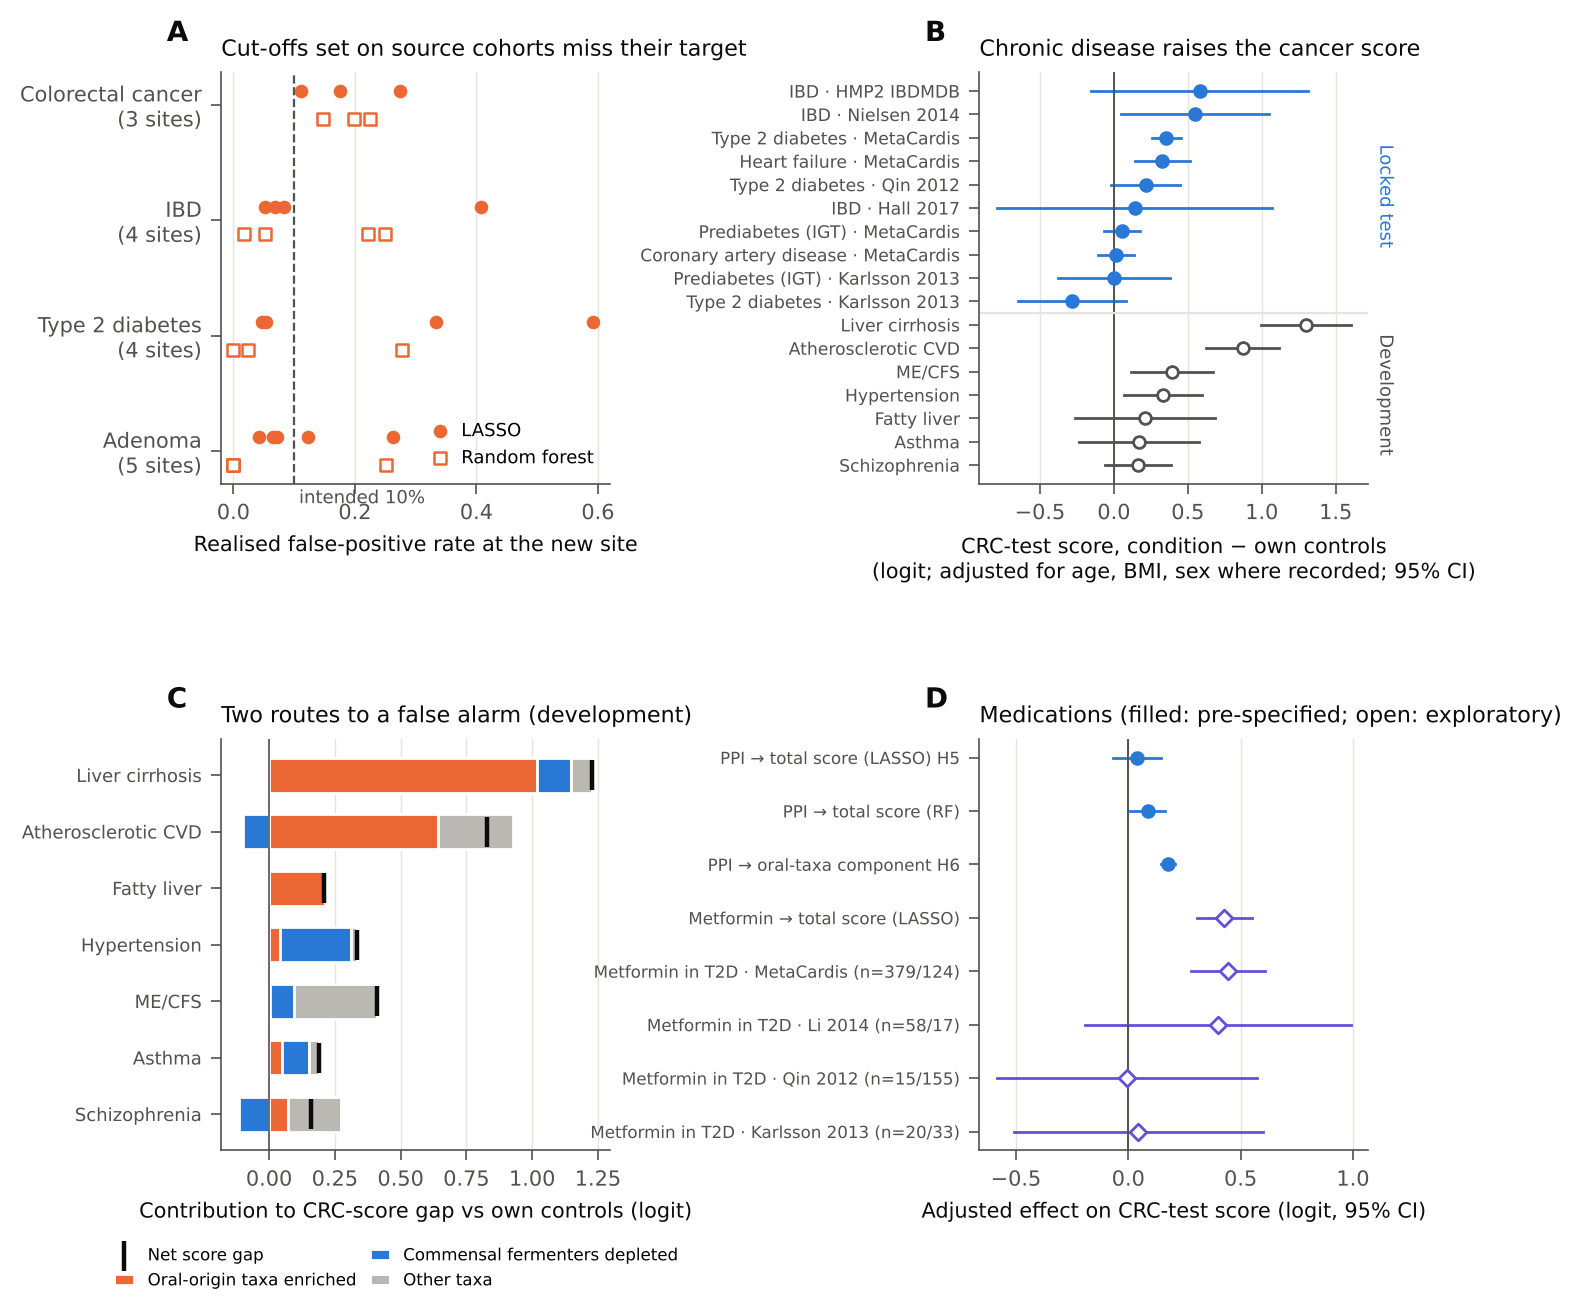 A
Cut-offs set on source cohorts miss their target
Colorectal cancer
(3 sites)
IBD
(4 sites)
Type 2 diabetes
(4 sites)
Adenoma
(5 sites)
LASSO
Random forest
intended 10%
0.0
0.2
0.4
0.6
Realised false-positive rate at the new site
B
Chronic disease raises the cancer score
IBD · HMP2 IBDMDB
IBD · Nielsen 2014
Type 2 diabetes · MetaCardis
Heart failure · MetaCardis
Type 2 diabetes · Qin 2012
IBD · Hall 2017
Prediabetes (IGT) · MetaCardis
Coronary artery disease · MetaCardis
Prediabetes (IGT) · Karlsson 2013
Type 2 diabetes · Karlsson 2013
Liver cirrhosis
Atherosclerotic CVD
ME/CFS
Hypertension
Fatty liver
Asthma
Schizophrenia
Locked test
Development
−0.5
0.0
0.5
1.0
1.5
CRC-test score, condition − own controls
(logit; adjusted for age, BMI, sex where recorded; 95% CI)
C
Two routes to a false alarm (development)
Liver cirrhosis
Atherosclerotic CVD
Fatty liver
Hypertension
ME/CFS
Asthma
Schizophrenia
0.00
0.25
0.50
0.75
1.00
1.25
Contribution to CRC-score gap vs own controls (logit)
Net score gap
Oral-origin taxa enriched
Commensal fermenters depleted
Other taxa
D
Medications (filled: pre-specified; open: exploratory)
PPI → total score (LASSO) H5
PPI → total score (RF)
PPI → oral-taxa component H6
Metformin → total score (LASSO)
Metformin in T2D · MetaCardis (n=379/124)
Metformin in T2D · Li 2014 (n=58/17)
Metformin in T2D · Qin 2012 (n=15/155)
Metformin in T2D · Karlsson 2013 (n=20/33)
−0.5
0.0
0.5
1.0
Adjusted effect on CRC-test score (logit, 95% CI)